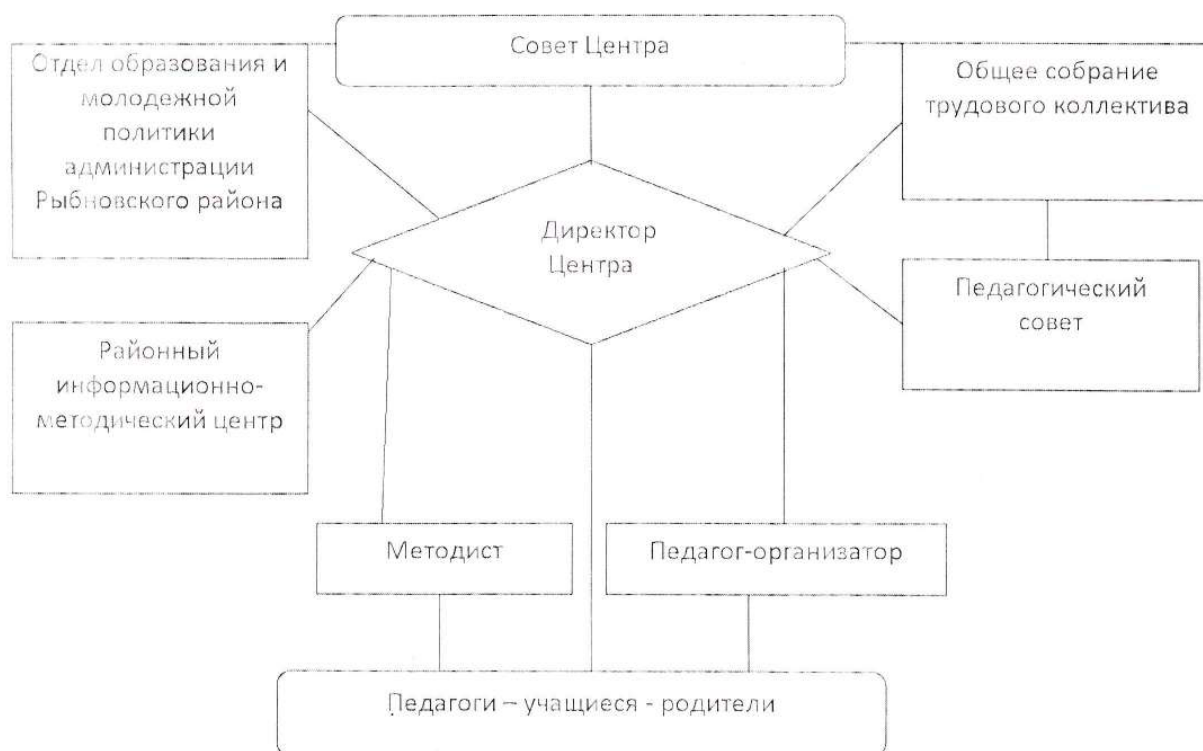 Совет Центра
Отдел образования и
молодежной
политики
администрации
Рыбновского района
Общее собрание
трудового коллектива
Директор
Центра
Педагогический
совет
Районный
информационно-
методический центр
Методист
Педагог-организатор
Педагоги – учащиеся - родители